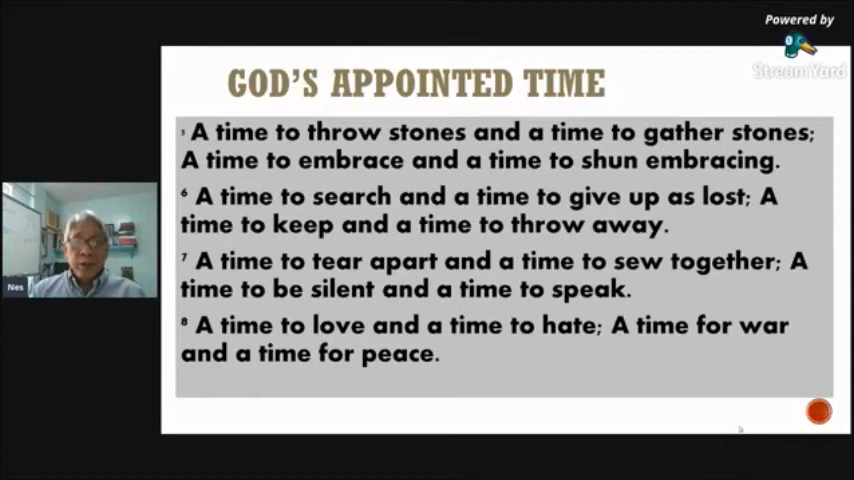 Powered by
StreamYard
GOD'S APPOINTED TIME
5 A time to throw stones and a time to gather stones;
A time to embrace and a time to shun embracing.
6 A time to search and a time to give up as lost; A
time to keep and a time to throw away.
7 A time to tear apart and a time to sew together; A
time to be silent and a time to speak.
8 A time to love and a time to hate; A time for war
and a time for peace.
Nes